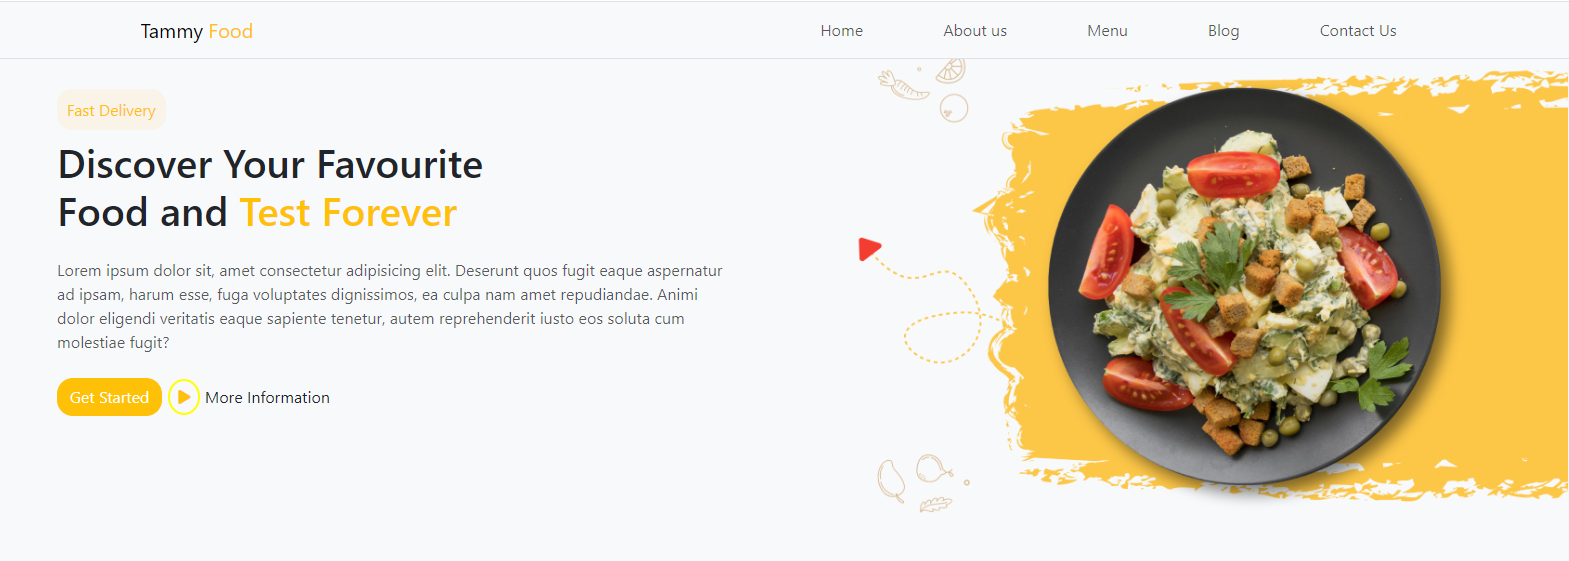 Tammy Food
Home
About us
Menu
Blog
Contact Us
Fast Delivery
Discover Your Favourite
Food and Test Forever
Lorem ipsum dolor sit, amet consectetur adipisicing elit. Deserunt quos fugit eaque aspernatur
ad ipsam, harum esse, fuga voluptates dignissimos, ea culpa nam amet repudiandae. Animi
dolor eligendi veritatis eaque sapiente tenetur, autem reprehenderit iusto eos soluta cum
molestiae fugit?
Get Started
More Information